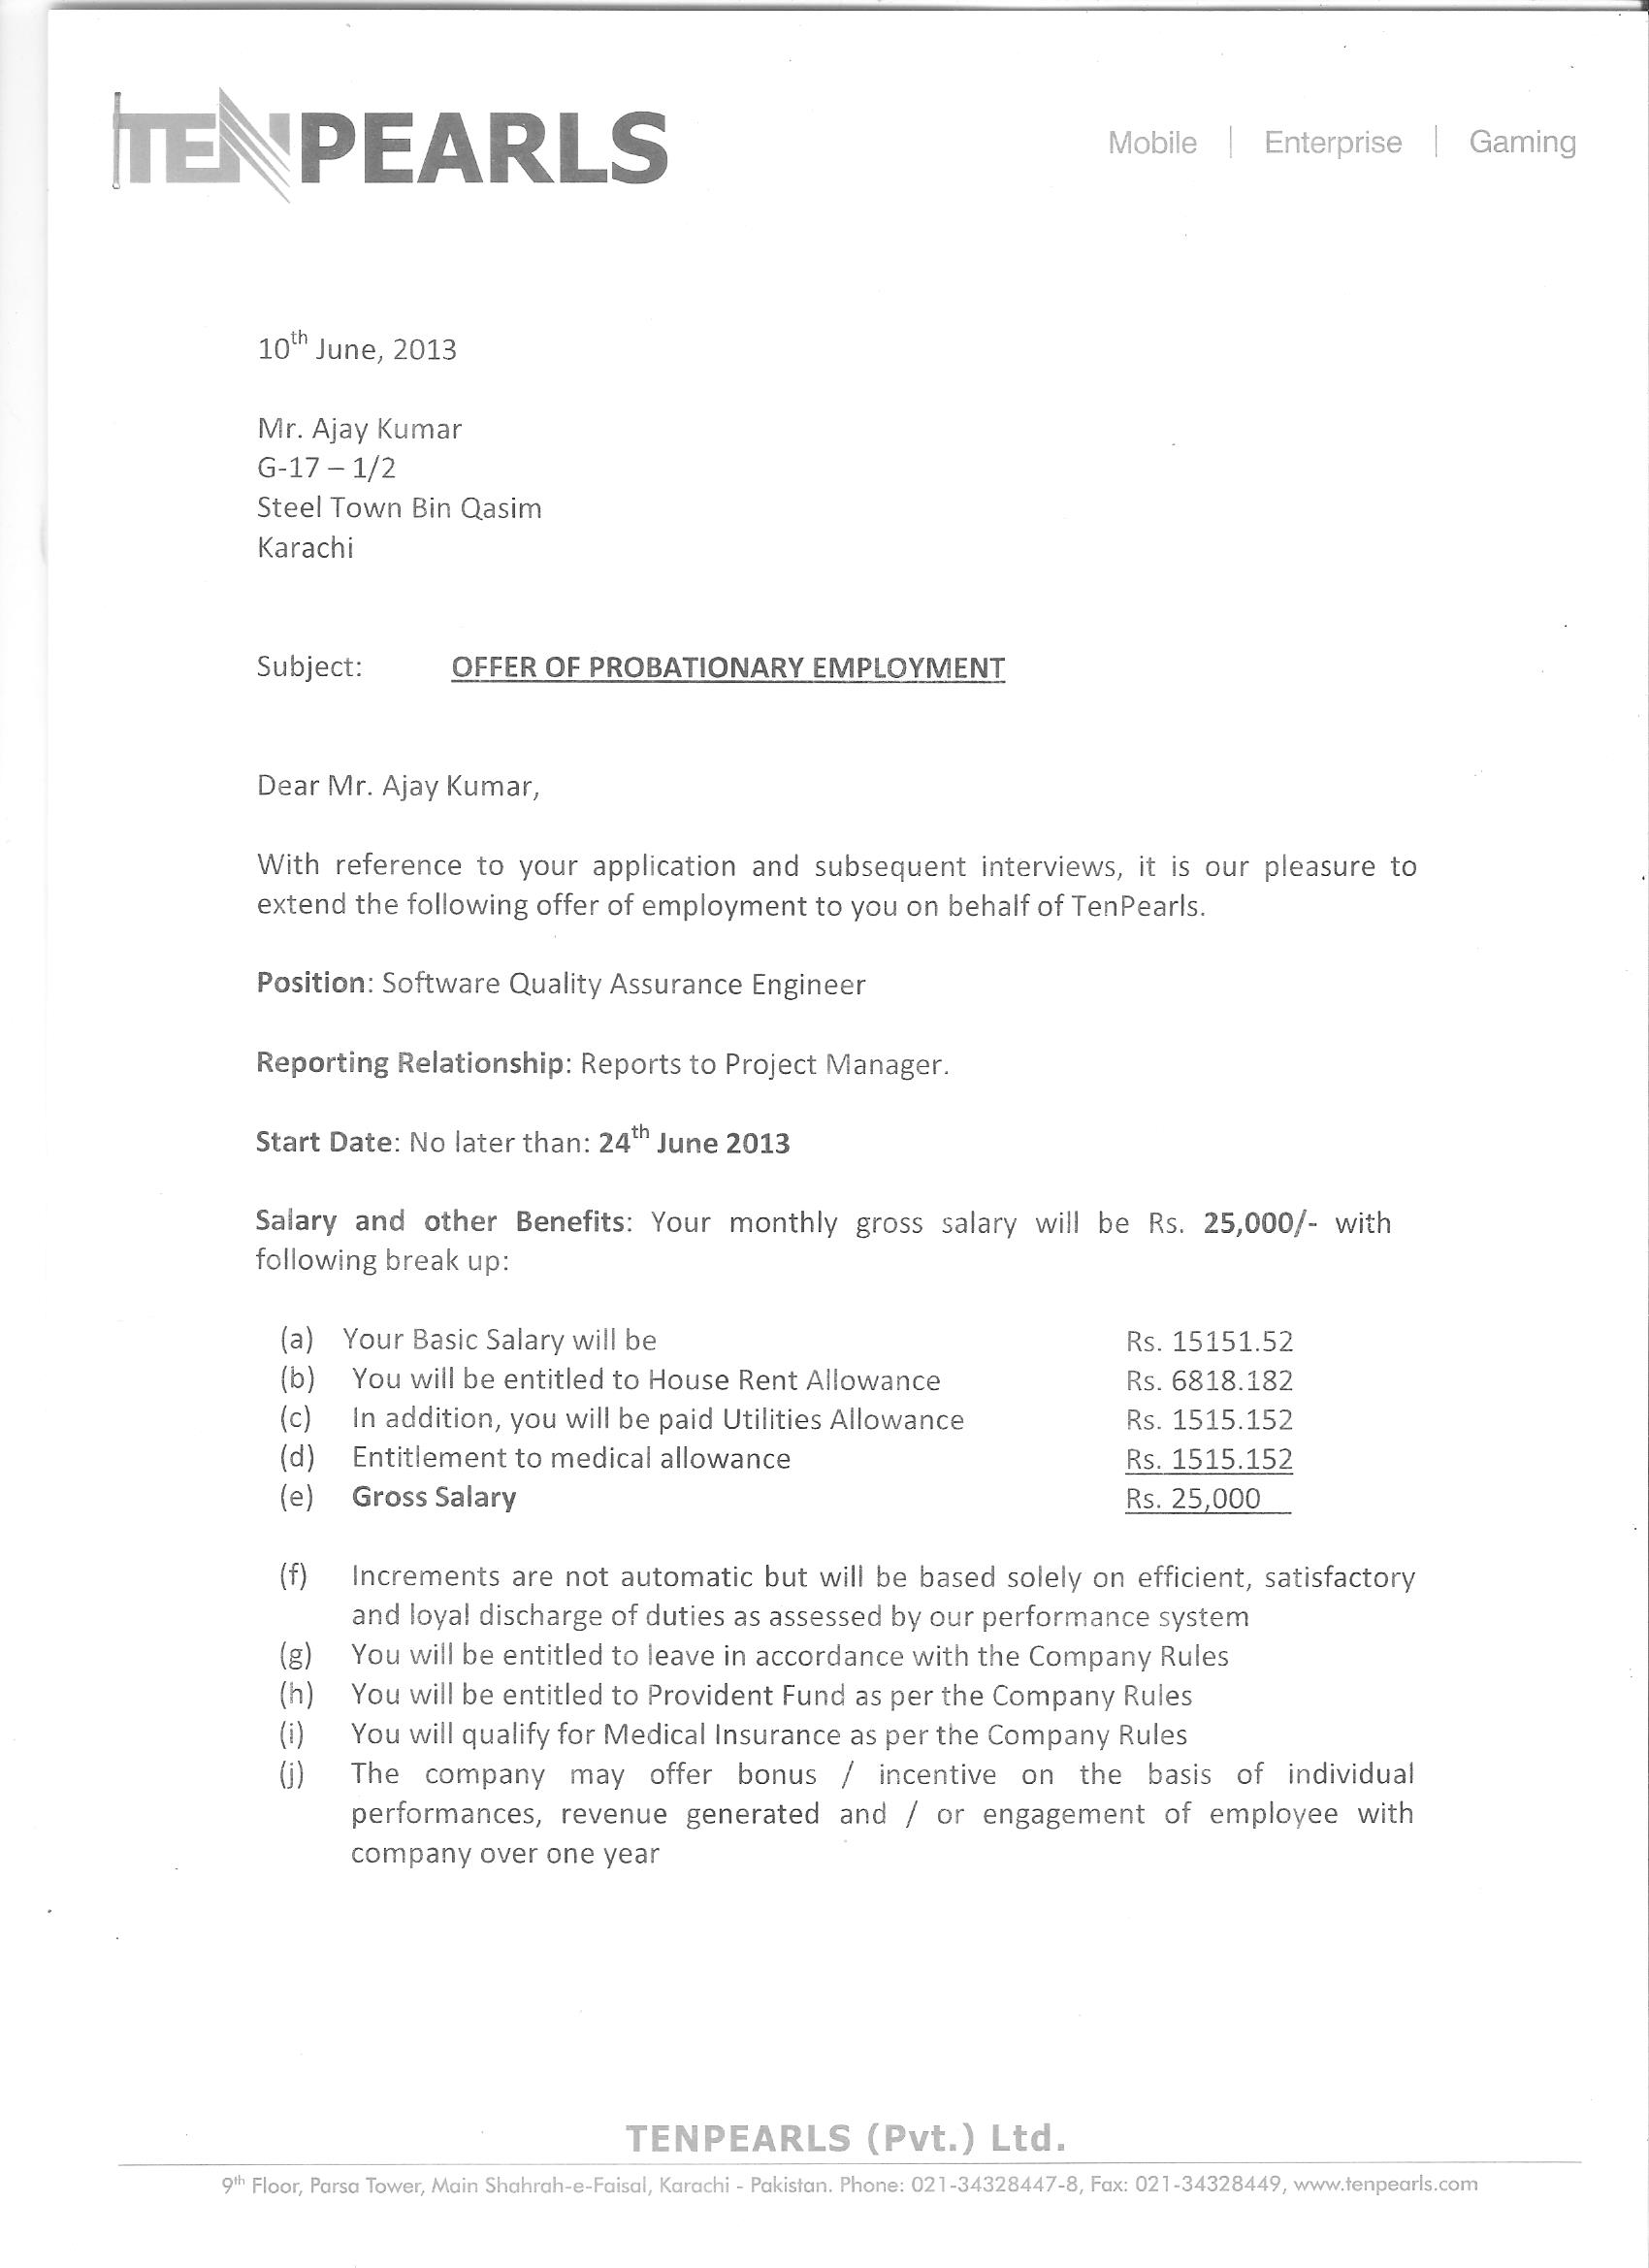 TENPEARLS
Mobile | Enterprise | Gaming
10th June, 2013
Mr. Ajay Kumar
G-17 – 1/2
Steel Town Bin Qasim
Karachi
Subject: OFFER OF PROBATIONARY EMPLOYMENT
Dear Mr. Ajay Kumar,
With reference to your application and subsequent interviews, it is our pleasure to
extend the following offer of employment to you on behalf of TenPearls.
Position: Software Quality Assurance Engineer
Reporting Relationship: Reports to Project Manager.
Start Date: No later than: 24th June 2013
Salary and other Benefits: Your monthly gross salary will be Rs. 25,000/- with
following break up:
(a) Your Basic Salary will be Rs. 15151.52
(b) You will be entitled to House Rent Allowance Rs. 6818.182
(c) In addition, you will be paid Utilities Allowance Rs. 1515.152
(d) Entitlement to medical allowance Rs. 1515.152
(e) Gross Salary Rs. 25,000
(f) Increments are not automatic but will be based solely on efficient, satisfactory
and loyal discharge of duties as assessed by our performance system
(g) You will be entitled to leave in accordance with the Company Rules
(h) You will be entitled to Provident Fund as per the Company Rules
(i) You will qualify for Medical Insurance as per the Company Rules
(j) The company may offer bonus / incentive on the basis of individual
performances, revenue generated and / or engagement of employee with
company over one year
TENPEARLS (Pvt.) Ltd.
9th Floor, Parsa Tower, Main Shahrah-e-Faisal, Karachi - Pakistan. Phone: 021-34328447-8, Fax: 021-34328449, www.tenpearls.com